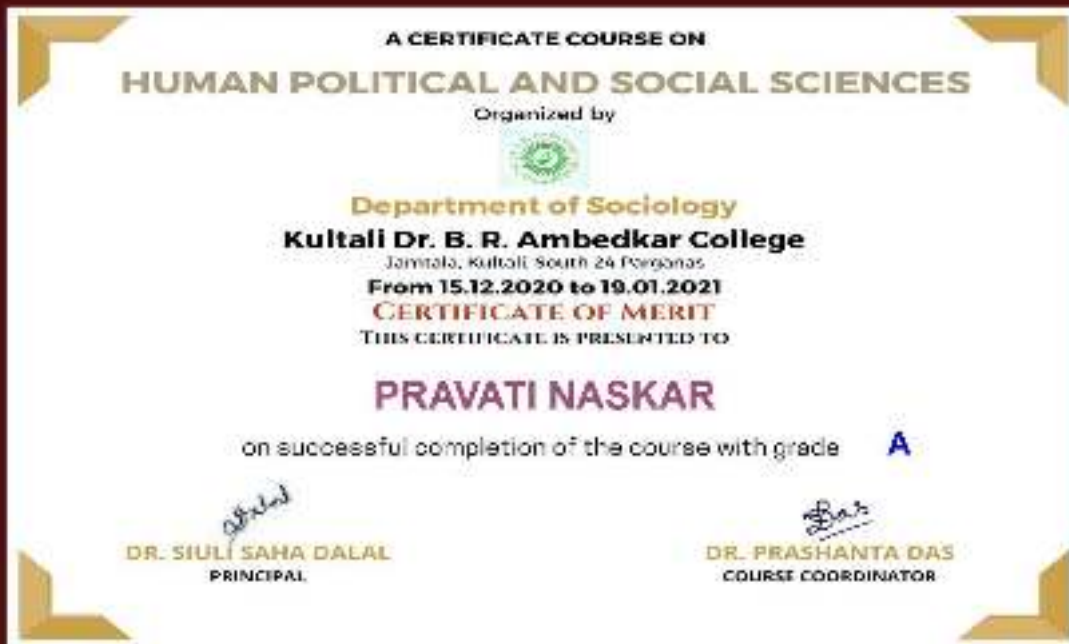 A CERTIFICATE COURSE ON
HUMAN POLITICAL AND SOCIAL SCIENCES
Organized by
Department of Sociology
Kultali Dr. B. R. Ambedkar College
Jamtala, Kultali, South 24 Parganas
From 15.12.2020 to 19.01.2021
CERTIFICATE OF MERIT
THIS CERTIFICATE IS PRESENTED TO
PRAVATI NASKAR
on successful completion of the course with grade A
DR. SIULI SAHA DALAL
PRINCIPAL
Das
DR. PRASHANTA DAS
COURSE COORDINATOR